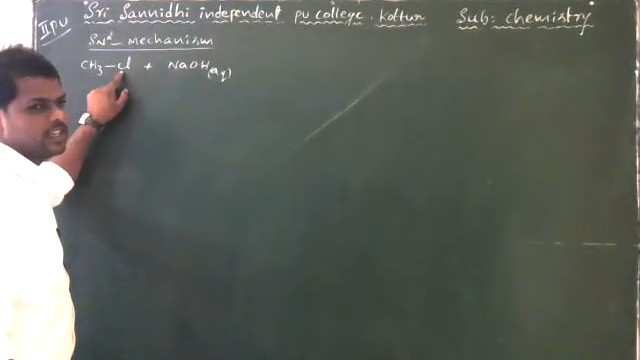 Sri Sannidhi independent pu college. Kottur Sub: chemistry
II PU
SN² - mechanism
CH₃-Cl + NaOH(aq)